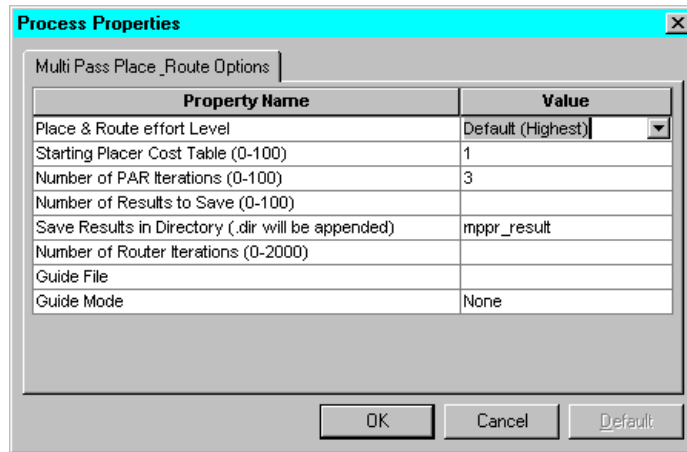 Process Properties
Multi Pass Place _Route Options
Property Name Value
Place & Route effort Level Default (Highest)
Starting Placer Cost Table (0-100) 1
Number of PAR Iterations (0-100) 3
Number of Results to Save (0-100)
Save Results in Directory (.dir will be appended) mppr_result
Number of Router Iterations (0-2000)
Guide File
Guide Mode None
OK Cancel Default